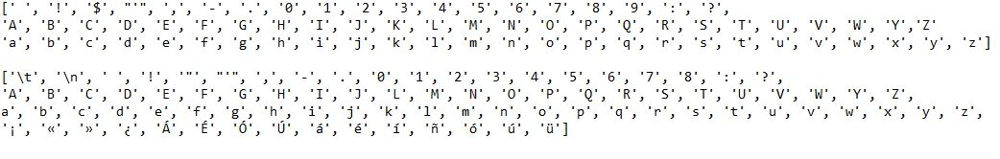 [' ', '!', '$', "'", ',', '-', '.', '0', '1', '2', '3', '4', '5', '6', '7', '8', '9', ':', '?',
'A', 'B', 'C', 'D', 'E', 'F', 'G', 'H', 'I', 'J', 'K', 'L', 'M', 'N', 'O', 'P', 'Q', 'R', 'S', 'T', 'U', 'V', 'W', 'Y','Z'
'a', 'b', 'c', 'd', 'e', 'f', 'g', 'h', 'i', 'j', 'k', 'l', 'm', 'n', 'o', 'p', 'q', 'r', 's', 't', 'u', 'v', 'w', 'x', 'y', 'z']
['\t', '\n', ' ', '!', '"', "'", ',', '-', '.', '0', '1', '2', '3', '4', '5', '6', '7', '8', ':', '?',
'A', 'B', 'C', 'D', 'E', 'F', 'G', 'H', 'I', 'J', 'L', 'M', 'N', 'O', 'P', 'Q', 'R', 'S', 'T', 'U', 'V', 'W', 'Y', 'Z',
a', 'b', 'c', 'd', 'e', 'f', 'g', 'h', 'i', 'j', 'k', 'l', 'm', 'n', 'o', 'p', 'q', 'r', 's', 't', 'u', 'v', 'w', 'x', 'y', 'z',
'¡', '«', '»', '¿', 'Á', 'É', 'Ó', 'Ú', 'á', 'é', 'í', 'ñ', 'ó', 'ú', 'ü']